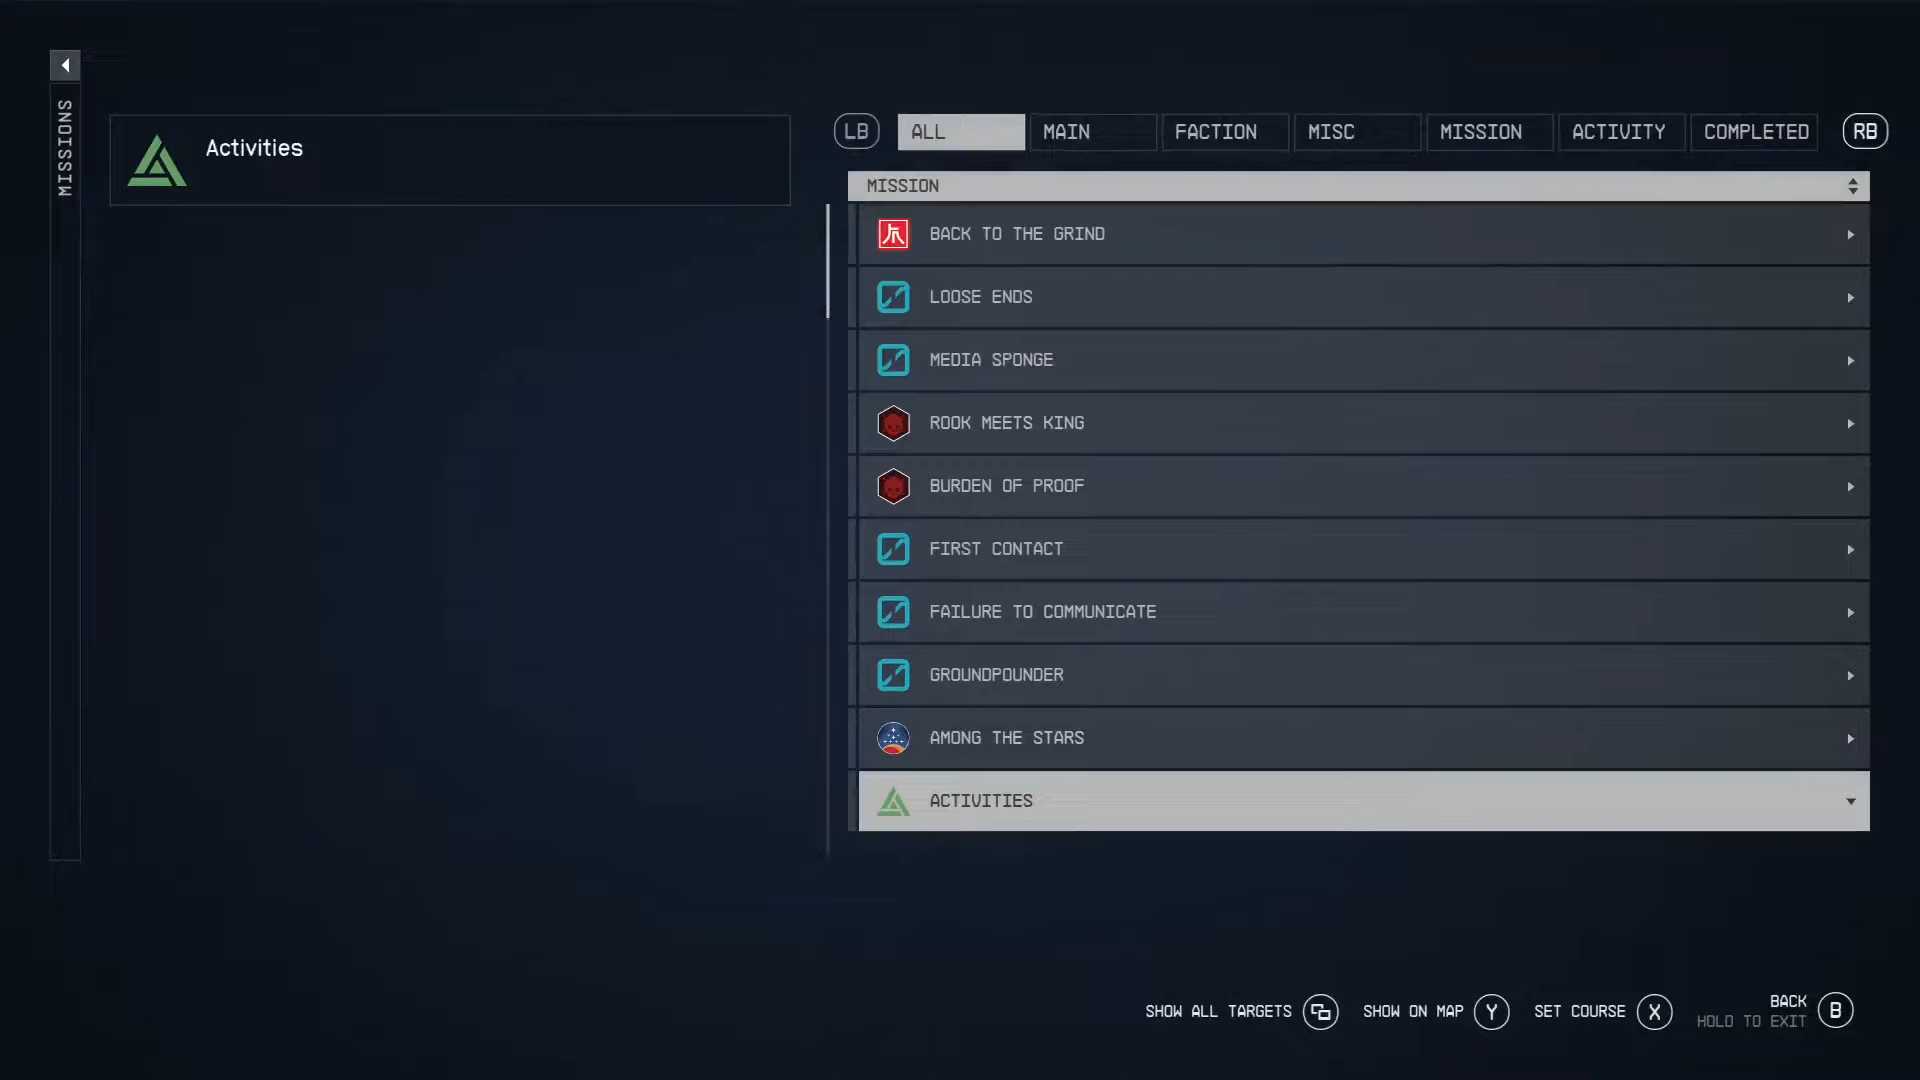 MISSIONS
Activities
LB
ALL
MAIN
FACTION
MISC
MISSION
ACTIVITY
COMPLETED
RB
MISSION
BACK TO THE GRIND
LOOSE ENDS
MEDIA SPONGE
ROOK MEETS KING
BURDEN OF PROOF
FIRST CONTACT
FAILURE TO COMMUNICATE
GROUNDPOUNDER
AMONG THE STARS
ACTIVITIES
SHOW ALL TARGETS
SHOW ON MAP Y
SET COURSE X
BACK B
HOLD TO EXIT